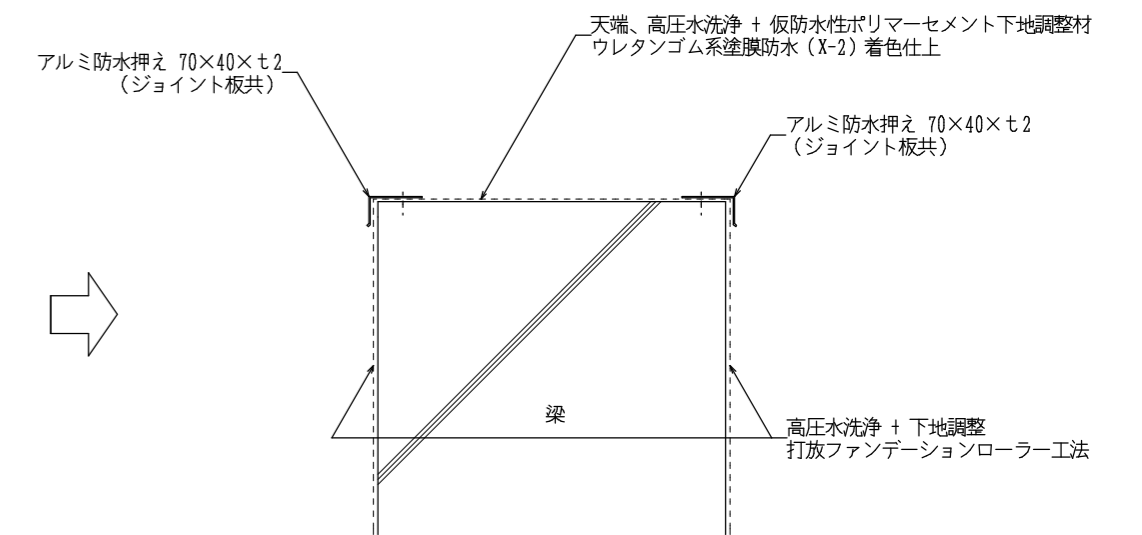 天端、高圧水洗浄 + 仮防水性ポリマーセメント下地調整材
ウレタンゴム系塗膜防水（X-2）着色仕上
アルミ防水押え 70×40×t2
（ジョイント板共）
アルミ防水押え 70×40×t2
（ジョイント板共）
梁
高圧水洗浄 + 下地調整
打放ファンデーションローラー工法